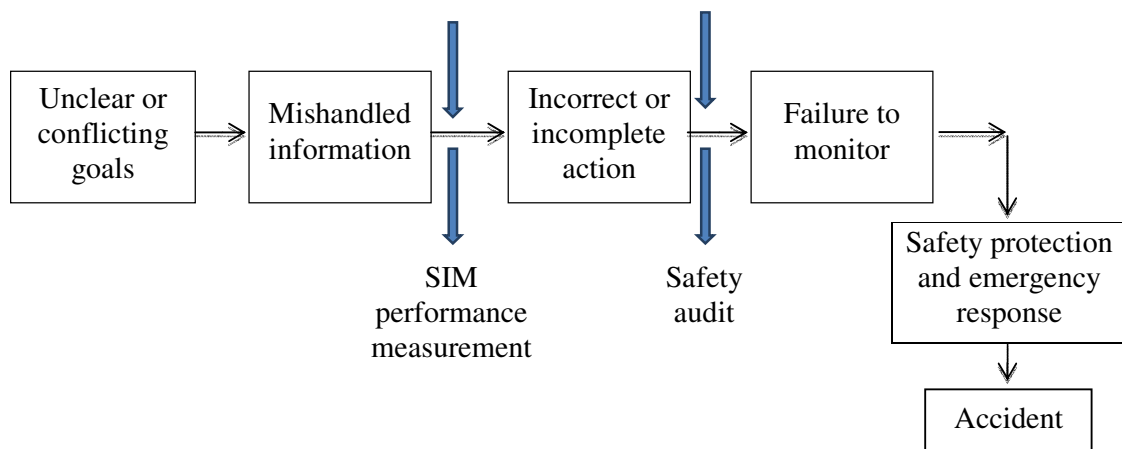 Unclear or
conflicting
goals
Mishandled
information
Incorrect or
incomplete
action
Failure to
monitor
SIM
performance
measurement
Safety
audit
Safety protection
and emergency
response
Accident